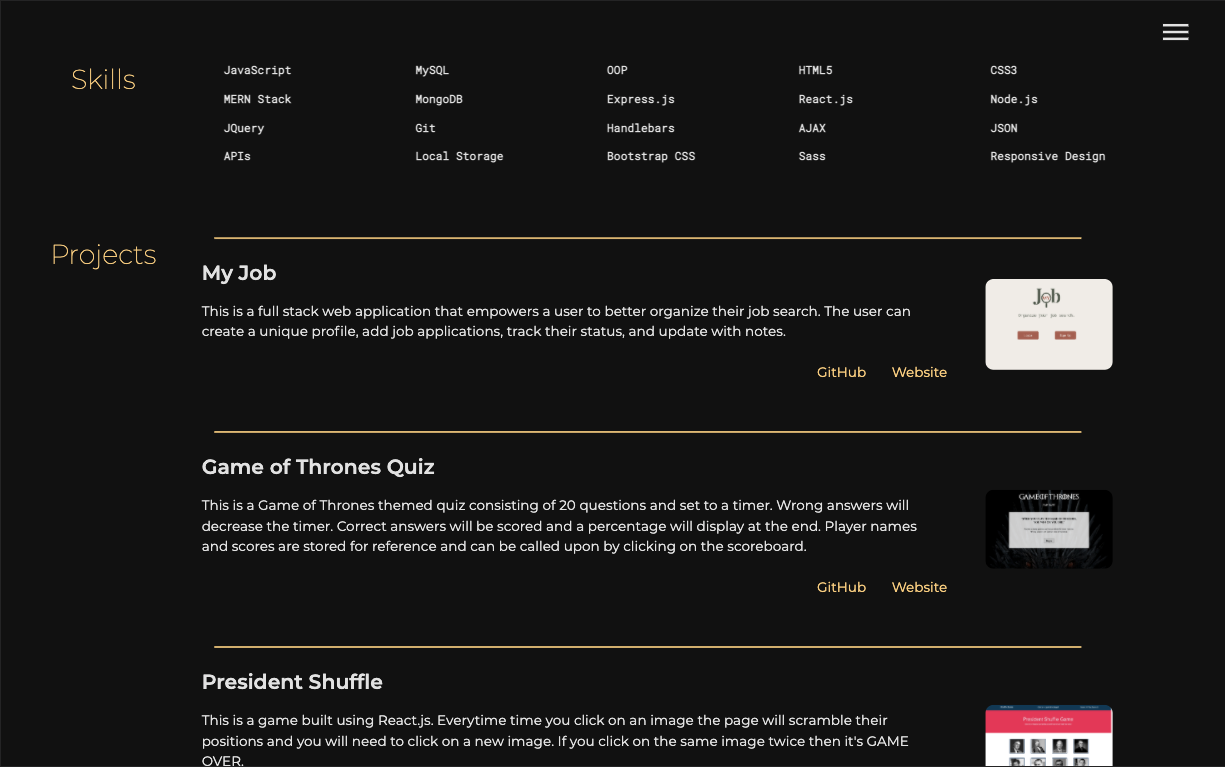 Skills
JavaScript MySQL OOP HTML5 CSS3
MERN Stack MongoDB Express.js React.js Node.js
JQuery Git Handlebars AJAX JSON
APIs Local Storage Bootstrap CSS Sass Responsive Design
Projects
My Job
This is a full stack web application that empowers a user to better organize their job search. The user can
create a unique profile, add job applications, track their status, and update with notes.
Job
GitHub Website
Game of Thrones Quiz
This is a Game of Thrones themed quiz consisting of 20 questions and set to a timer. Wrong answers will
decrease the timer. Correct answers will be scored and a percentage will display at the end. Player names
and scores are stored for reference and can be called upon by clicking on the scoreboard.
GAME OF THRONES
GitHub Website
President Shuffle
This is a game built using React.js. Everytime time you click on an image the page will scramble their
positions and you will need to click on a new image. If you click on the same image twice then it's GAME
OVER.
President Shuffle Game